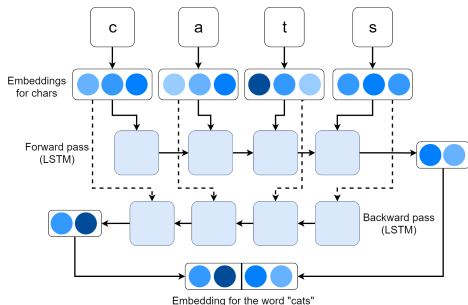 c a t s
Embeddings
for chars
Forward pass
(LSTM)
Backward pass
(LSTM)
Embedding for the word "cats"